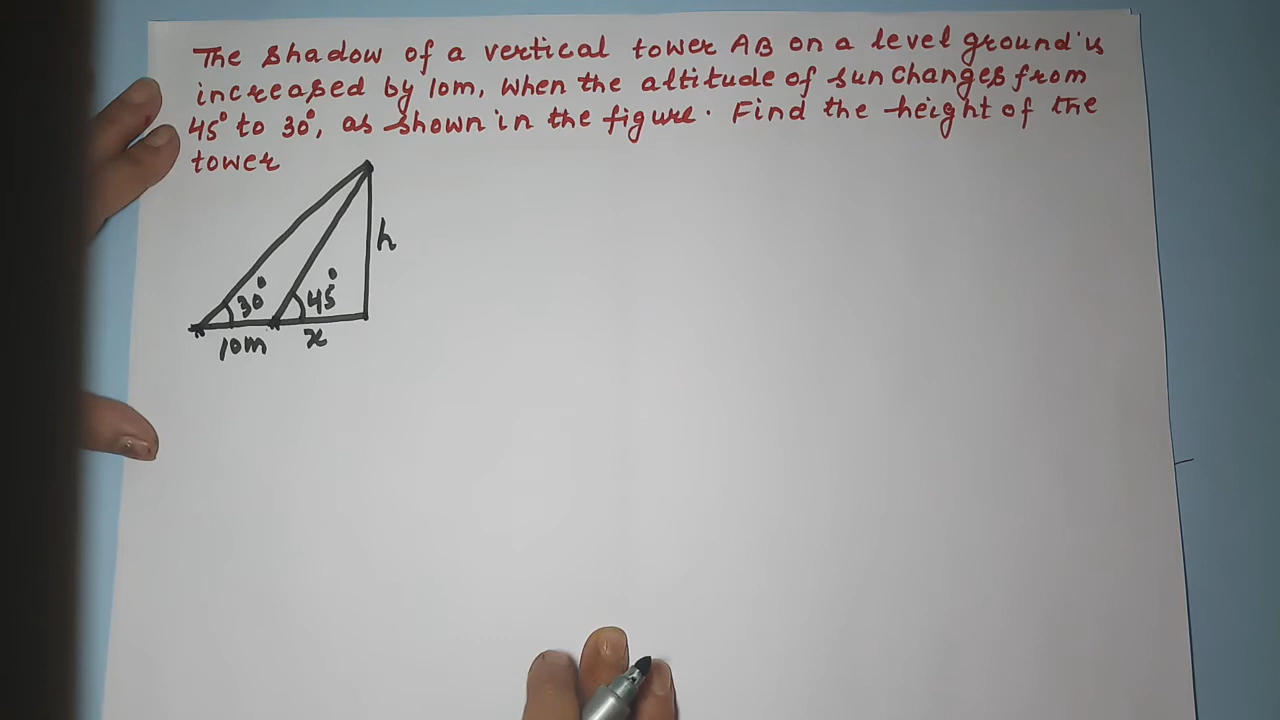 The shadow of a vertical tower AB on a level ground is
increased by 10m, when the altitude of sun changes from
45° to 30°, as shown in the figure. Find the height of the
tower
h
30° 45°
10m x